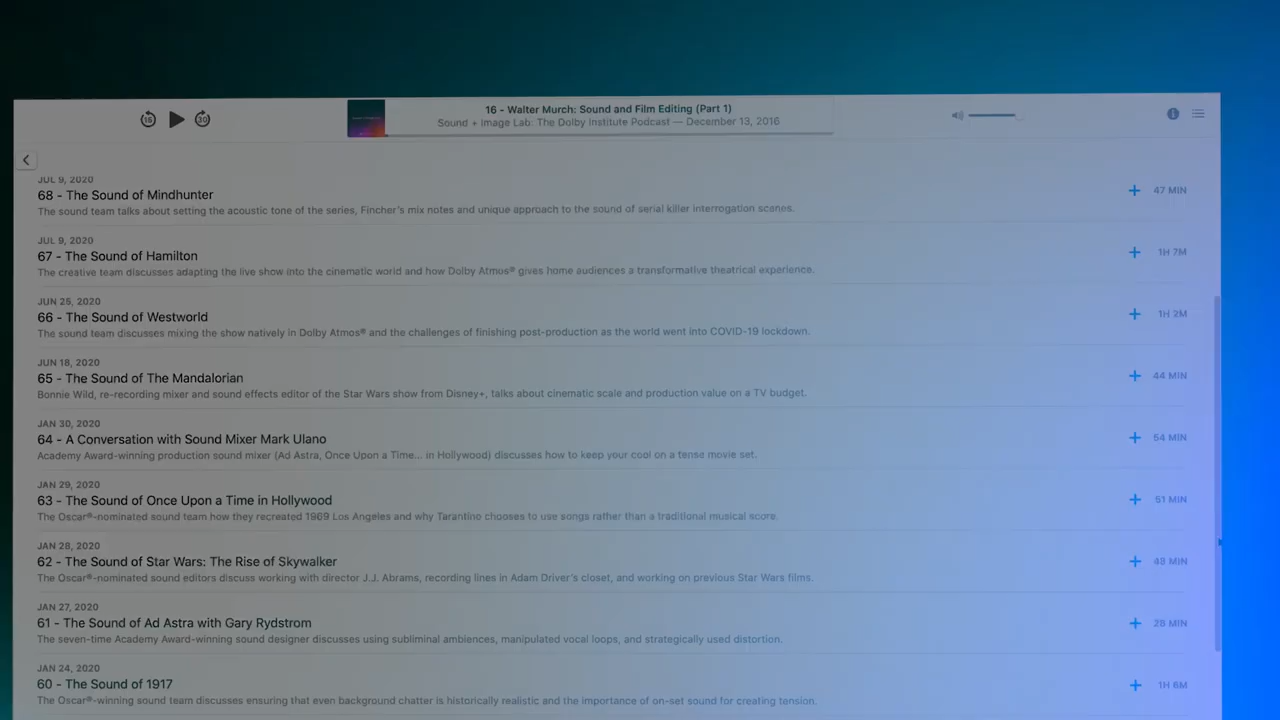 15
30
16 - Walter Murch: Sound and Film Editing (Part 1)
Sound + Image Lab: The Dolby Institute Podcast — December 13, 2016
JUL 9, 2020
68 - The Sound of Mindhunter
47 MIN
The sound team talks about setting the acoustic tone of the series, Fincher's mix notes and unique approach to the sound of serial killer interrogation scenes.
JUL 9, 2020
67 - The Sound of Hamilton
1H 7M
The creative team discusses adapting the live show into the cinematic world and how Dolby Atmos® gives home audiences a transformative theatrical experience.
JUN 25, 2020
66 - The Sound of Westworld
1H 2M
The sound team discusses mixing the show natively in Dolby Atmos® and the challenges of finishing post-production as the world went into COVID-19 lockdown.
JUN 18, 2020
65 - The Sound of The Mandalorian
44 MIN
Bonnie Wild, re-recording mixer and sound effects editor of the Star Wars show from Disney+, talks about cinematic scale and production value on a TV budget.
JAN 30, 2020
64 - A Conversation with Sound Mixer Mark Ulano
54 MIN
Academy Award-winning production sound mixer (Ad Astra, Once Upon a Time... in Hollywood) discusses how to keep your cool on a tense movie set.
JAN 29, 2020
63 - The Sound of Once Upon a Time in Hollywood
51 MIN
The Oscar®-nominated sound team how they recreated 1969 Los Angeles and why Tarantino chooses to use songs rather than a traditional musical score.
JAN 28, 2020
62 - The Sound of Star Wars: The Rise of Skywalker
49 MIN
The Oscar®-nominated sound editors discuss working with director J.J. Abrams, recording lines in Adam Driver's closet, and working on previous Star Wars films.
JAN 27, 2020
61 - The Sound of Ad Astra with Gary Rydstrom
28 MIN
The seven-time Academy Award-winning sound designer discusses using subliminal ambiences, manipulated vocal loops, and strategically used distortion.
JAN 24, 2020
60 - The Sound of 1917
1H 6M
The Oscar®-winning sound team discusses ensuring that even background chatter is historically realistic and the importance of on-set sound for creating tension.